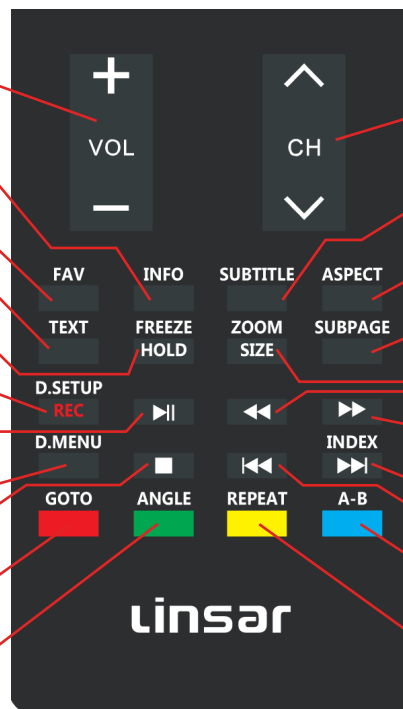 VOL CH
FAV INFO SUBTITLE ASPECT
TEXT FREEZE ZOOM SUBPAGE
HOLD SIZE
D.SETUP
REC
D.MENU INDEX
GOTO ANGLE REPEAT A-B
Linsar